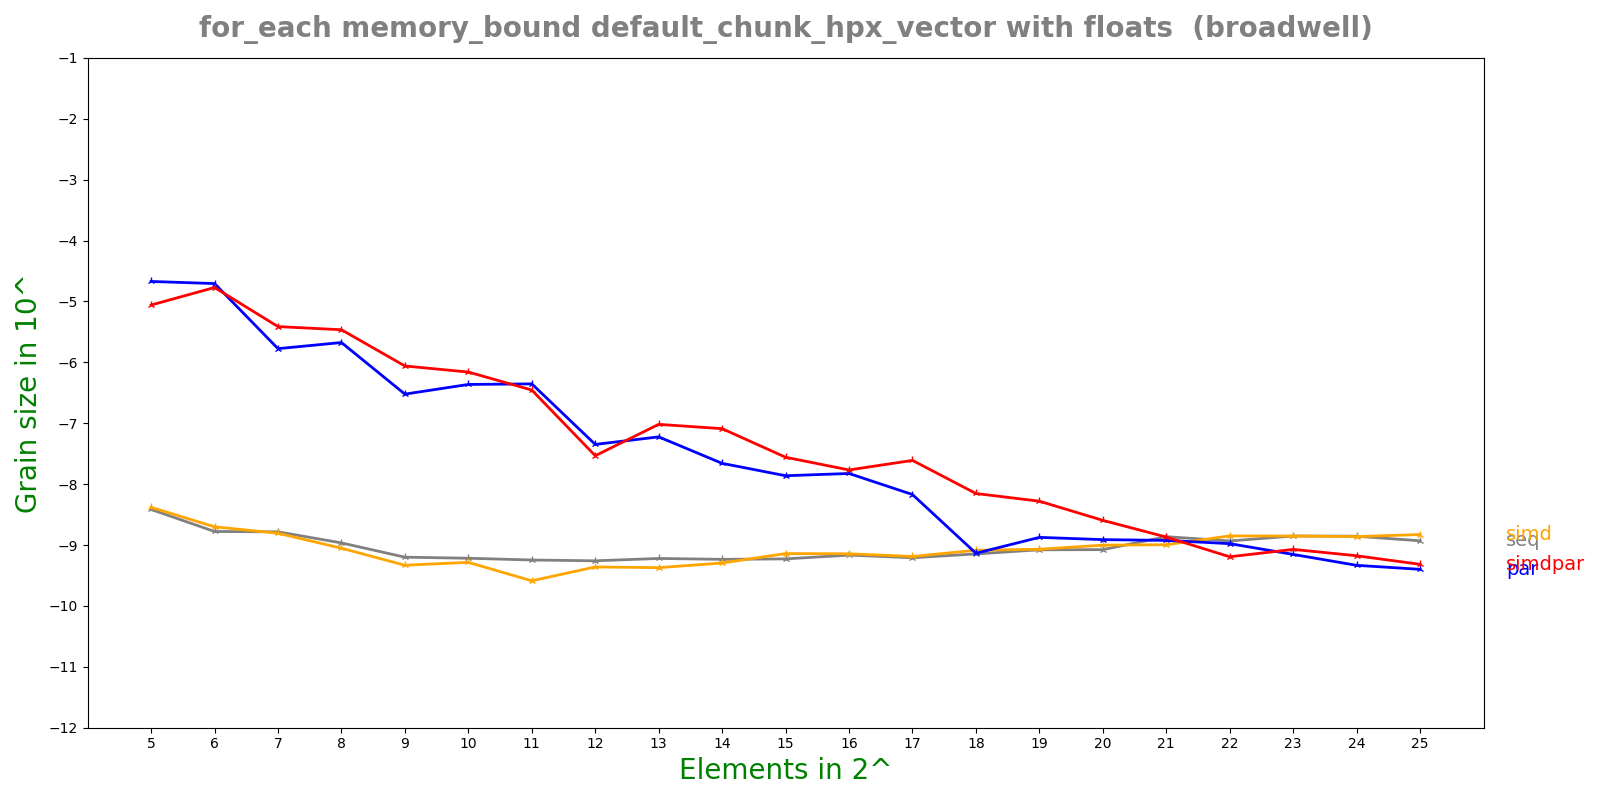 for_each memory_bound default_chunk_hpx_vector with floats  (broadwell)
−1
−2
−3
−4
−5
−6
−7
−8
−9
−10
−11
−12
Grain size in 10^
simd
seq
simdpar
par
5 6 7 8 9 10 11 12 13 14 15 16 17 18 19 20 21 22 23 24 25
Elements in 2^